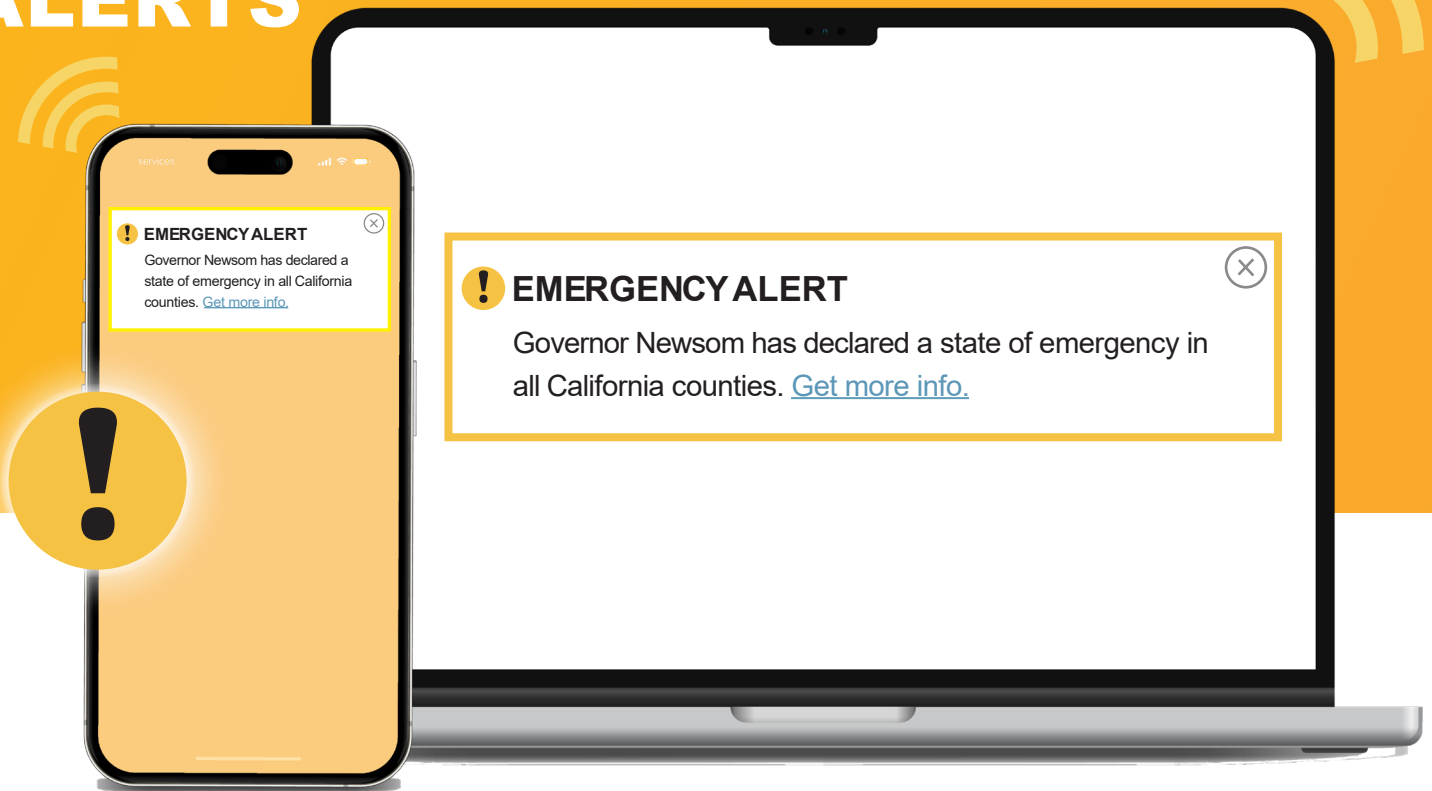 ALERTS
services
EMERGENCY ALERT
Governor Newsom has declared a
state of emergency in all California
counties. Get more info.
EMERGENCY ALERT
Governor Newsom has declared a state of emergency in
all California counties. Get more info.